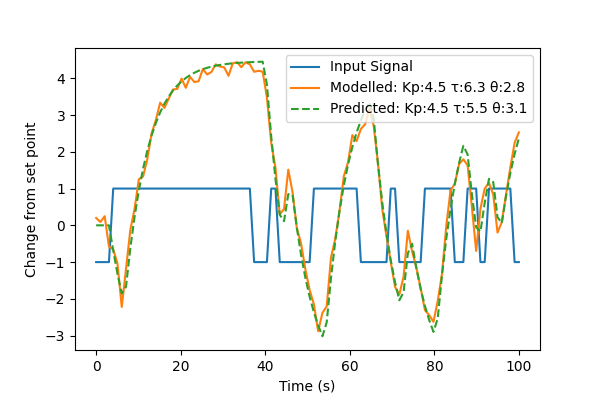 Input Signal
Modelled: Kp:4.5 τ:6.3 θ:2.8
Predicted: Kp:4.5 τ:5.5 θ:3.1
4
3
2
1
0
−1
−2
−3
Change from set point
0 20 40 60 80 100
Time (s)